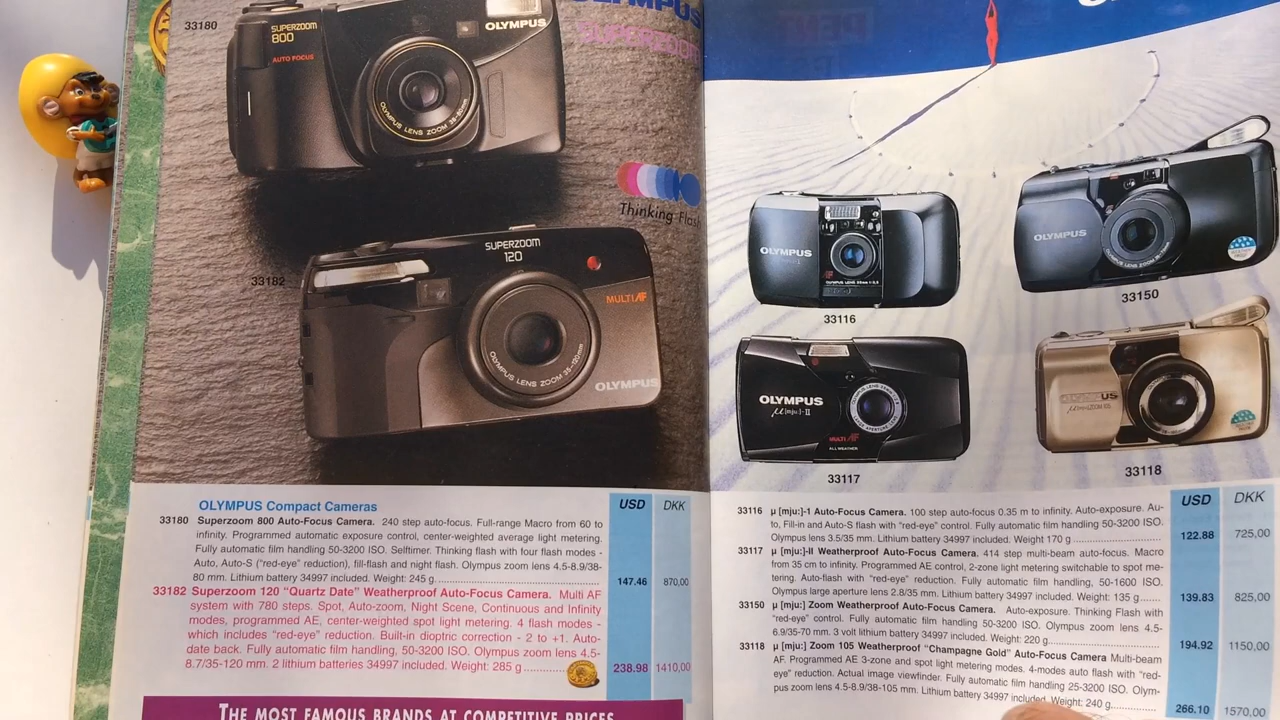 33180
SUPERZOOM
800
AUTO FOCUS
OLYMPUS
OLYMPUS LENS ZOOM 38-80mm
OLYMPUS
SUPERZOOM
Thinking Flash
33182
SUPERZOOM
120
MULTI AF
OLYMPUS LENS ZOOM 35-120mm
OLYMPUS
OLYMPUS
AF
33116
OLYMPUS
33150
OLYMPUS
µ[mju:]-II
MULTI AF
ALL WEATHER
33117
OLYMPUS
33118
OLYMPUS Compact Cameras
USD DKK
33180 Superzoom 800 Auto-Focus Camera. 240 step auto-focus. Full-range Macro from 60 to
infinity. Programmed automatic exposure control, center-weighted average light metering.
Fully automatic film handling 50-3200 ISO. Selftimer. Thinking flash with four flash modes -
Auto, Auto-S ("red-eye" reduction), fill-flash and night flash. Olympus zoom lens 4.5-8.9/38-
80 mm. Lithium battery 34997 included. Weight: 245 g. 147.46 870,00
33182 Superzoom 120 "Quartz Date" Weatherproof Auto-Focus Camera. Multi AF
system with 780 steps. Spot, Auto-zoom, Night Scene, Continuous and Infinity
modes, programmed AE, center-weighted spot light metering. 4 flash modes -
which includes "red-eye" reduction. Built-in dioptric correction - 2 to +1. Auto-
date back. Fully automatic film handling, 50-3200 ISO. Olympus zoom lens 4.5-
8.7/35-120 mm. 2 lithium batteries 34997 included. Weight: 285 g 238.98 1410,00
THE MOST FAMOUS BRANDS AT COMPETITIVE PRICES
USD DKK
33116 µ [mju:]-1 Auto-Focus Camera. 100 step auto-focus 0.35 m to infinity. Auto-exposure. Au-
to, Fill-in and Auto-S flash with "red-eye" control. Fully automatic film handling 50-3200 ISO.
Olympus lens 3.5/35 mm. Lithium battery 34997 included. Weight 170 g 122.88 725,00
33117 µ [mju:]-II Weatherproof Auto-Focus Camera. 414 step multi-beam auto-focus. Macro
from 35 cm to infinity. Programmed AE control, 2-zone light metering switchable to spot me-
tering. Auto-flash with "red-eye" reduction. Fully automatic film handling, 50-1600 ISO.
Olympus large aperture lens 2.8/35 mm. Lithium battery 34997 included. Weight: 135 g 139.83 825,00
33150 µ [mju:] Zoom Weatherproof Auto-Focus Camera. Auto-exposure. Thinking Flash with
"red-eye" control. Fully automatic film handling 50-3200 ISO. Olympus zoom lens 4.5-
6.9/35-70 mm. 3 volt lithium battery 34997 included. Weight: 220 g 194.92 1150,00
33118 µ [mju:] Zoom 105 Weatherproof "Champagne Gold" Auto-Focus Camera Multi-beam
AF. Programmed AE 3-zone and spot light metering modes. 4-modes auto flash with "red-
eye" reduction. Actual image viewfinder. Fully automatic film handling 25-3200 ISO. Olym-
pus zoom lens 4.5-8.9/38-105 mm. Lithium battery 34997 included. Weight: 240 g 266.10 1570,00